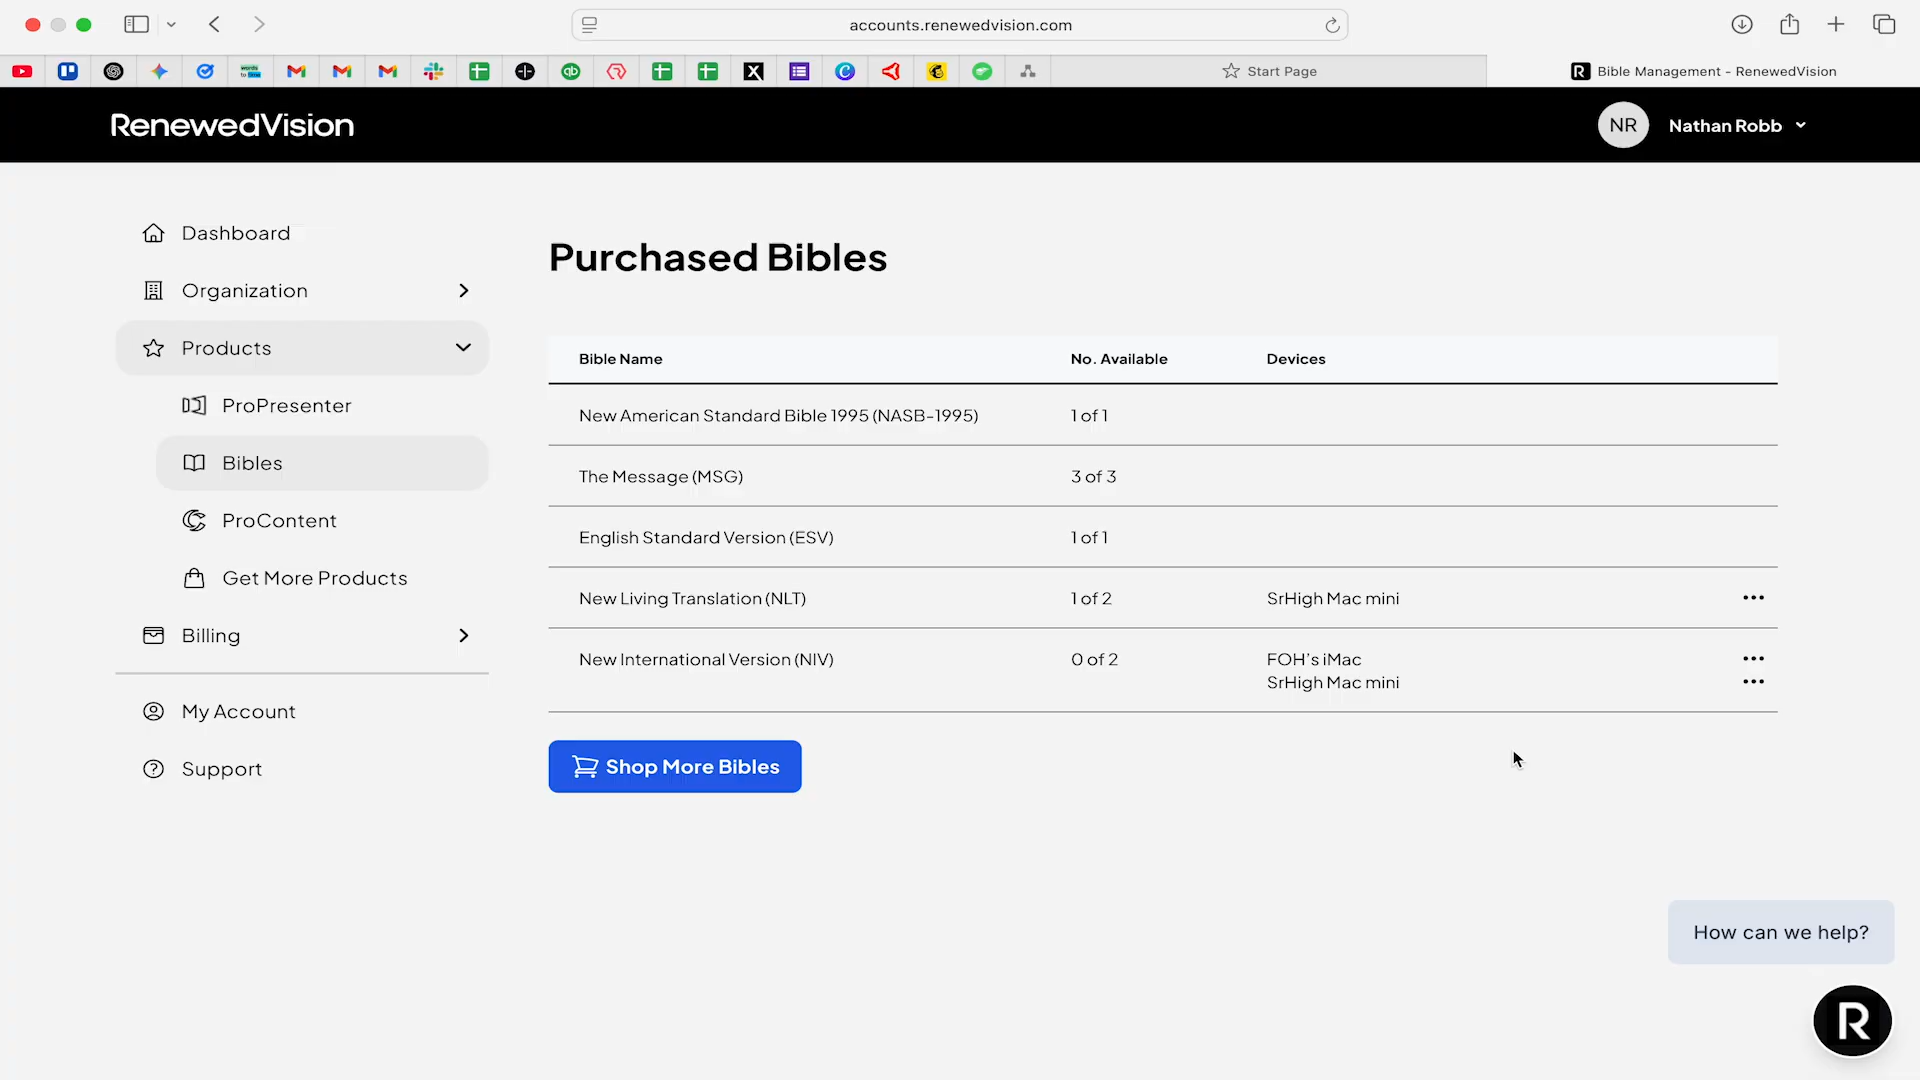 accounts.renewedvision.com
Start Page
Bible Management - RenewedVision
RenewedVision
NR
Nathan Robb
Dashboard
Organization
Products
ProPresenter
Bibles
ProContent
Get More Products
Billing
My Account
Support
Purchased Bibles
Bible Name No. Available Devices
New American Standard Bible 1995 (NASB-1995) 1 of 1
The Message (MSG) 3 of 3
English Standard Version (ESV) 1 of 1
New Living Translation (NLT) 1 of 2 SrHigh Mac mini
New International Version (NIV) 0 of 2 FOH's iMac
SrHigh Mac mini
Shop More Bibles
How can we help?
R